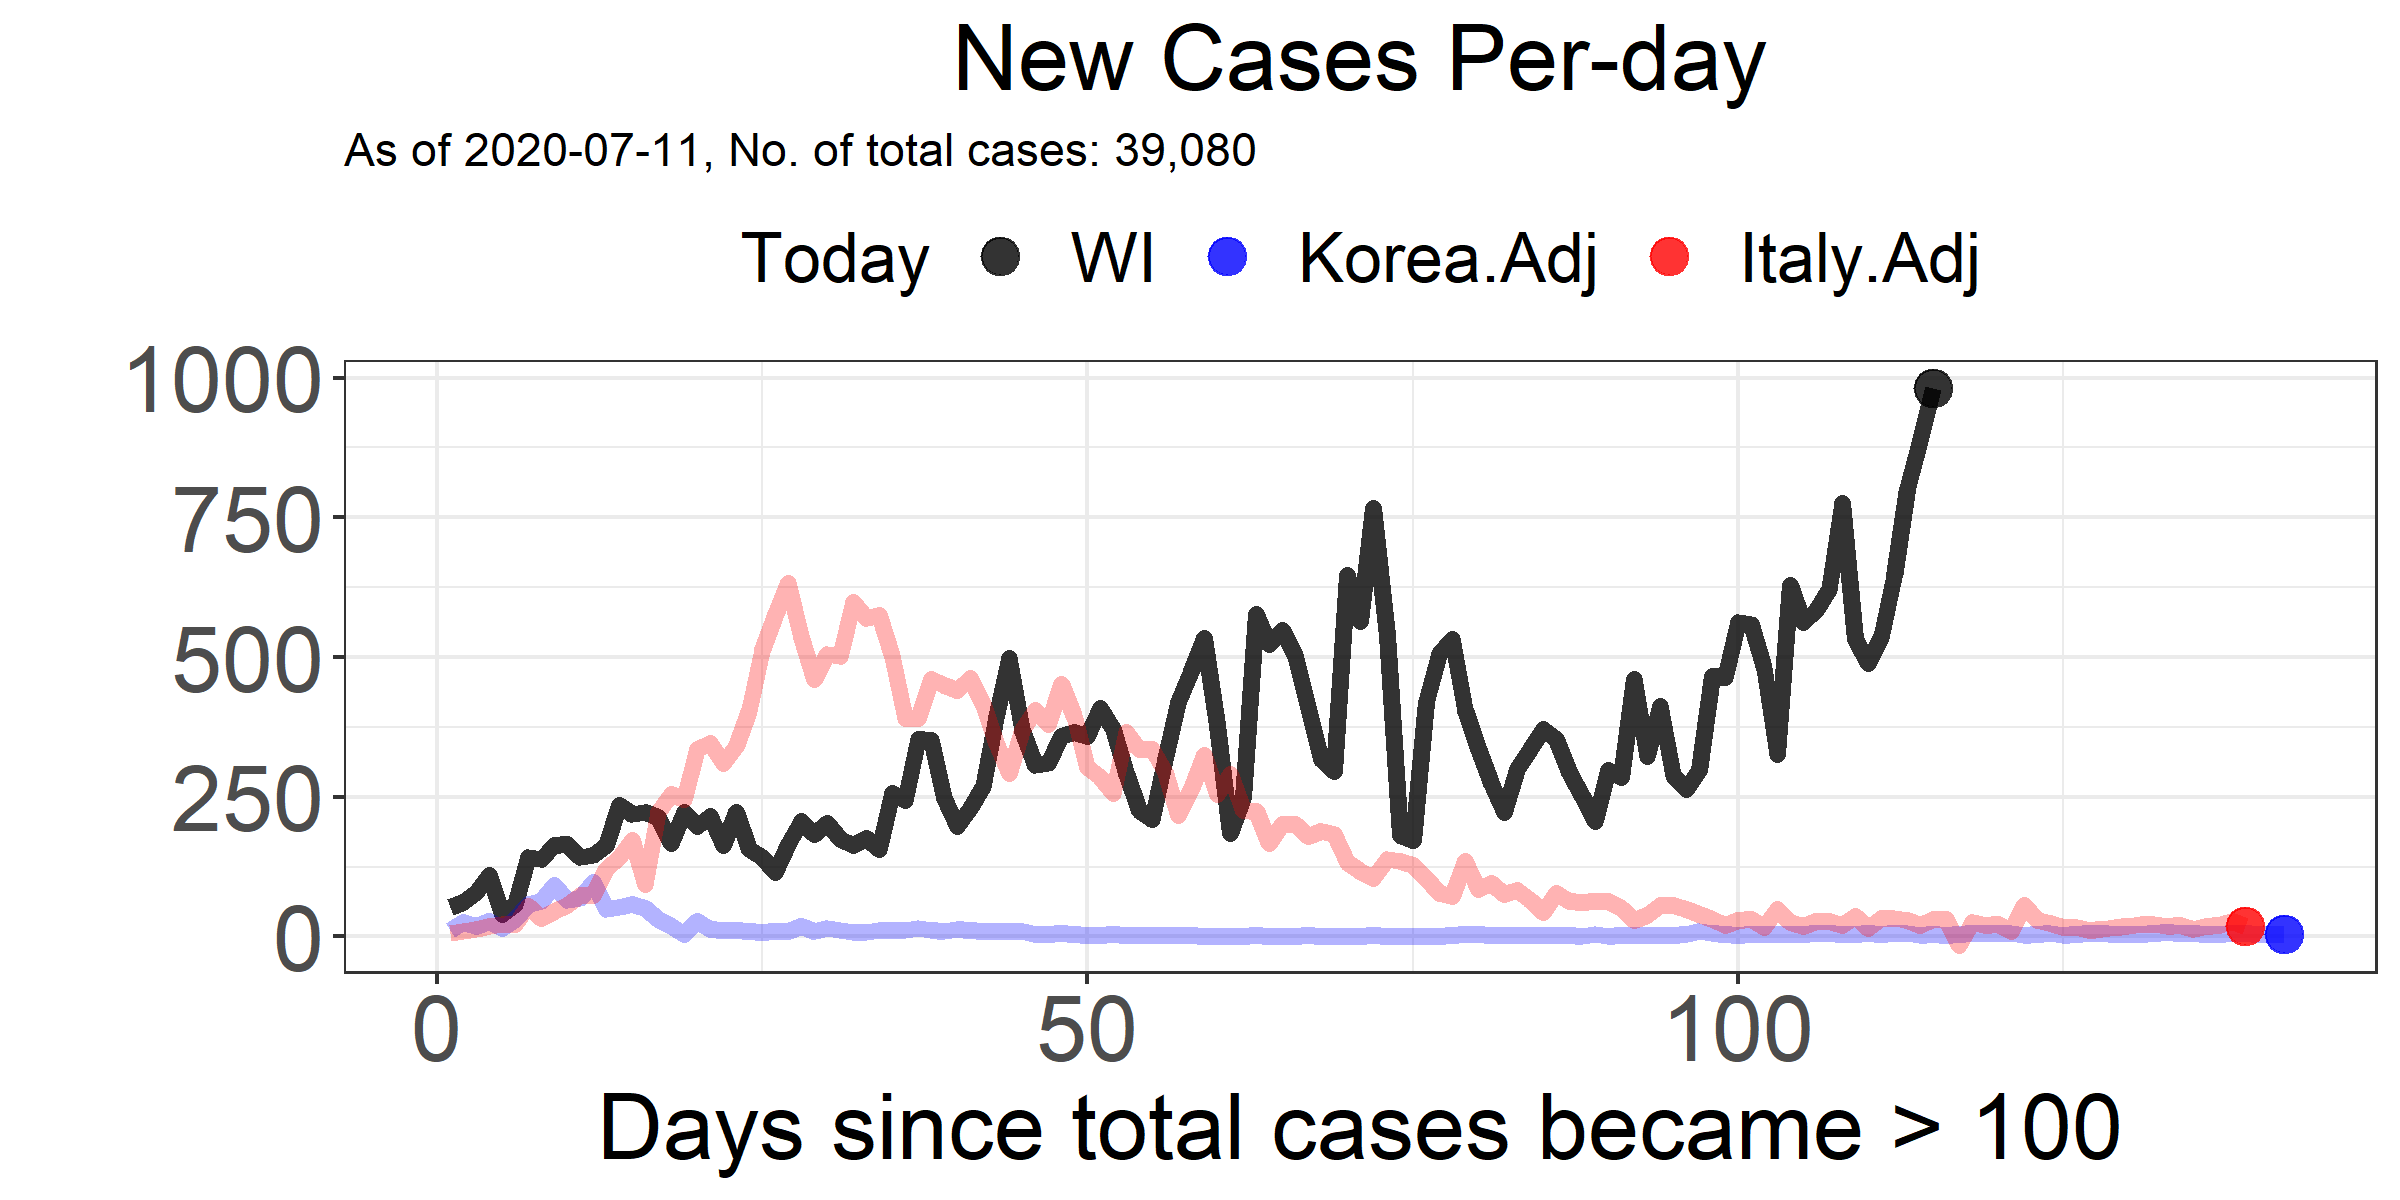 New Cases Per-day
As of 2020-07-11, No. of total cases: 39,080
Today WI Korea.Adj Italy.Adj
1000
750
500
250
0
0 50 100
Days since total cases became > 100